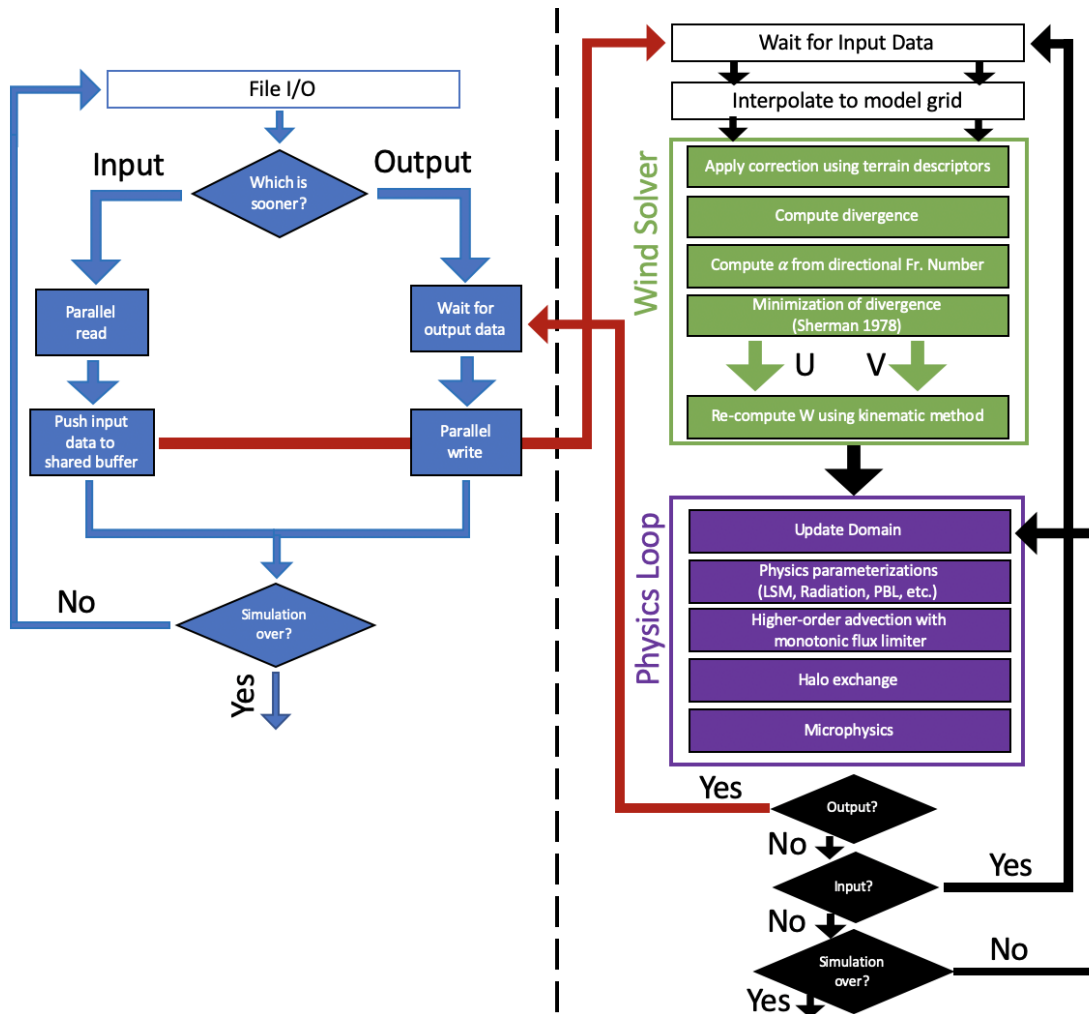 File I/O
Input
Output
Which is
sooner?
Parallel
read
Wait for
output data
Push input
data to
shared buffer
Parallel
write
No
Simulation
over?
Yes
Wait for Input Data
Interpolate to model grid
Wind Solver
Apply correction using terrain descriptors
Compute divergence
Compute α from directional Fr. Number
Minimization of divergence
(Sherman 1978)
U
V
Re-compute W using kinematic method
Physics Loop
Update Domain
Physics parameterizations
(LSM, Radiation, PBL, etc.)
Higher-order advection with
monotonic flux limiter
Halo exchange
Microphysics
Yes
Output?
No
Input?
Yes
No
Simulation
over?
No
Yes